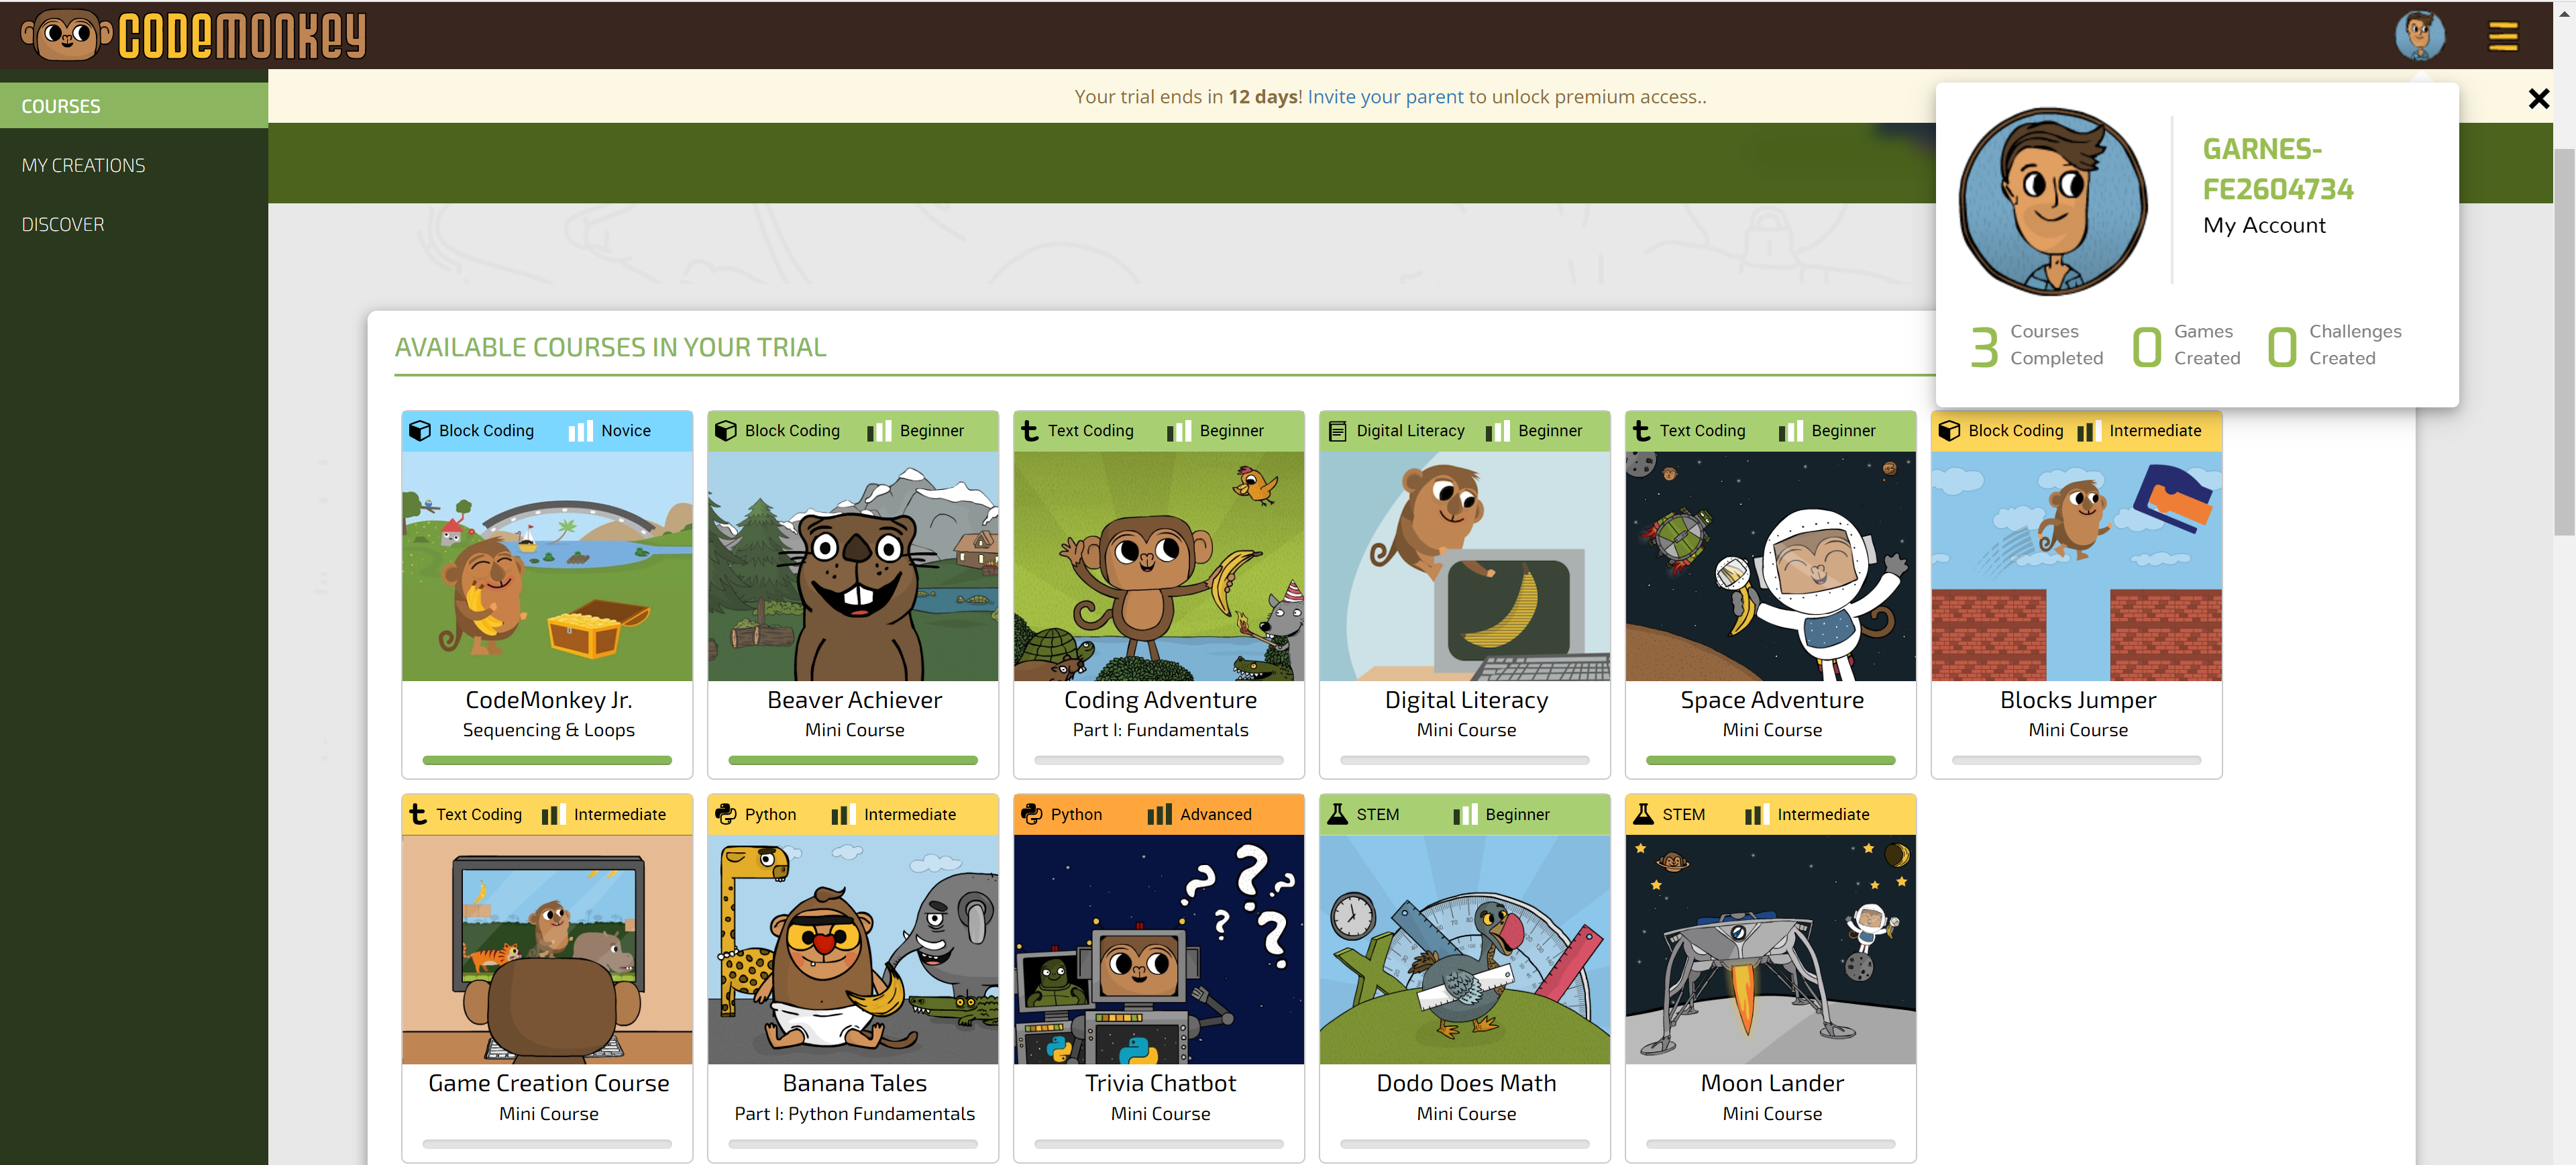 CODEMONKEY
COURSES
MY CREATIONS
DISCOVER
Your trial ends in 12 days! Invite your parent to unlock premium access..
GARNES-
FE2604734
My Account
3 Courses Completed
0 Games Created
0 Challenges Created
AVAILABLE COURSES IN YOUR TRIAL
Block Coding Novice
CodeMonkey Jr.
Sequencing & Loops
Block Coding Beginner
Beaver Achiever
Mini Course
Text Coding Beginner
Coding Adventure
Part I: Fundamentals
Digital Literacy Beginner
Digital Literacy
Mini Course
Text Coding Beginner
Space Adventure
Mini Course
Block Coding Intermediate
Blocks Jumper
Mini Course
Text Coding Intermediate
Game Creation Course
Mini Course
Python Intermediate
Banana Tales
Part I: Python Fundamentals
Python Advanced
Trivia Chatbot
Mini Course
STEM Beginner
Dodo Does Math
Mini Course
STEM Intermediate
Moon Lander
Mini Course